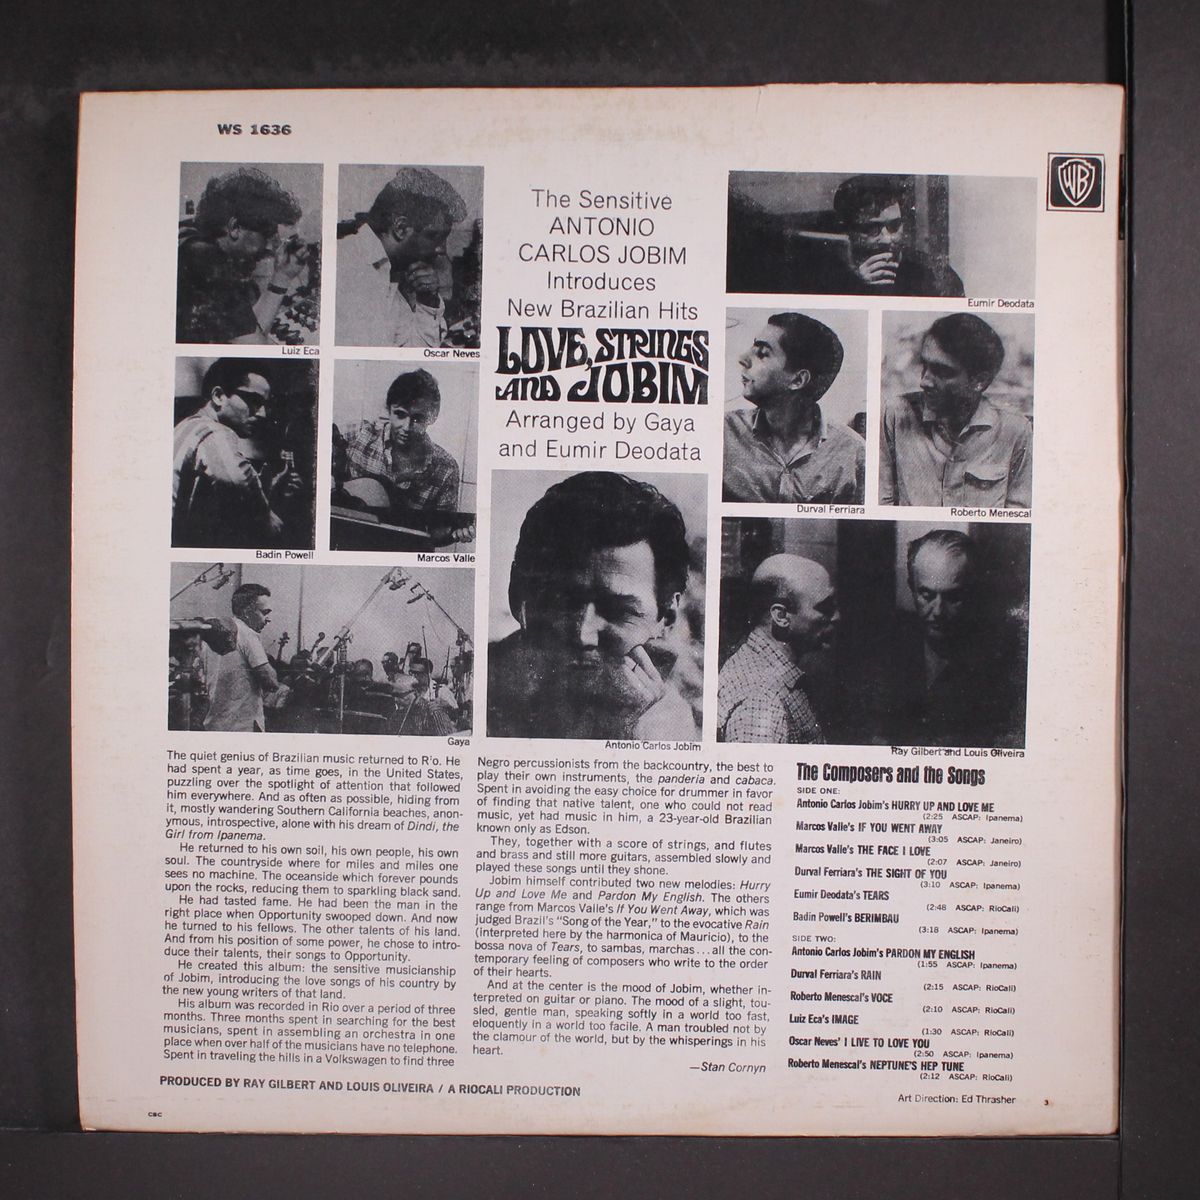 WS 1636
WB
The Sensitive
ANTONIO
CARLOS JOBIM
Introduces
New Brazilian Hits
LOVE, STRINGS
AND JOBIM
Arranged by Gaya
and Eumir Deodata
Luiz Eca
Oscar Neves
Eumir Deodata
Badin Powell
Marcos Valle
Durval Ferriara
Roberto Menescal
Gaya
Antonio Carlos Jobim
Ray Gilbert and Louis Oliveira
The quiet genius of Brazilian music returned to R'o. He
had spent a year, as time goes, in the United States,
puzzling over the spotlight of attention that followed
him everywhere. And as often as possible, hiding from
it, mostly wandering Southern California beaches, anon-
ymous, introspective, alone with his dream of Dindi, the
Girl from Ipanema.
He returned to his own soil, his own people, his own
soul. The countryside where for miles and miles one
sees no machine. The oceanside which forever pounds
upon the rocks, reducing them to sparkling black sand.
He had tasted fame. He had been the man in the
right place when Opportunity swooped down. And now
he turned to his fellows. The other talents of his land.
And from his position of some power, he chose to intro-
duce their talents, their songs to Opportunity.
He created this album: the sensitive musicianship
of Jobim, introducing the love songs of his country by
the new young writers of that land.
His album was recorded in Rio over a period of three
months. Three months spent in searching for the best
musicians, spent in assembling an orchestra in one
place when over half of the musicians have no telephone.
Spent in traveling the hills in a Volkswagen to find three
Negro percussionists from the backcountry, the best to
play their own instruments, the panderia and cabaca.
Spent in avoiding the easy choice for drummer in favor
of finding that native talent, one who could not read
music, yet had music in him, a 23-year-old Brazilian
known only as Edson.
They, together with a score of strings, and flutes
and brass and still more guitars, assembled slowly and
played these songs until they shone.
Jobim himself contributed two new melodies: Hurry
Up and Love Me and Pardon My English. The others
range from Marcos Valle's If You Went Away, which was
judged Brazil's "Song of the Year," to the evocative Rain
(interpreted here by the harmonica of Mauricio), to the
bossa nova of Tears, to sambas, marchas...all the con-
temporary feeling of composers who write to the order
of their hearts.
And at the center is the mood of Jobim, whether in-
terpreted on guitar or piano. The mood of a slight, tou-
sled, gentle man, speaking softly in a world too fast,
eloquently in a world too facile. A man troubled not by
the clamour of the world, but by the whisperings in his
heart.
—Stan Cornyn
The Composers and the Songs
SIDE ONE:
Antonio Carlos Jobim's HURRY UP AND LOVE ME
(2:25 ASCAP: Ipanema)
Marcos Valle's IF YOU WENT AWAY
(3:05 ASCAP: Janeiro)
Marcos Valle's THE FACE I LOVE
(2:07 ASCAP: Janeiro)
Durval Ferriara's THE SIGHT OF YOU
(3:10 ASCAP: Ipanema)
Eumir Deodata's TEARS
(2:48 ASCAP: RioCali)
Badin Powell's BERIMBAU
(3:18 ASCAP: Ipanema)
SIDE TWO:
Antonio Carlos Jobim's PARDON MY ENGLISH
(1:55 ASCAP: Ipanema)
Durval Ferriara's RAIN
(2:15 ASCAP: RioCali)
Roberto Menescal's VOCE
(2:10 ASCAP: RioCali)
Luiz Eca's IMAGE
(1:30 ASCAP: RioCali)
Oscar Neves' I LIVE TO LOVE YOU
(2:50 ASCAP: Ipanema)
Roberto Menescal's NEPTUNE'S HEP TUNE
(2:12 ASCAP: RioCali)
PRODUCED BY RAY GILBERT AND LOUIS OLIVEIRA / A RIOCALI PRODUCTION
Art Direction: Ed Thrasher
3
CBC